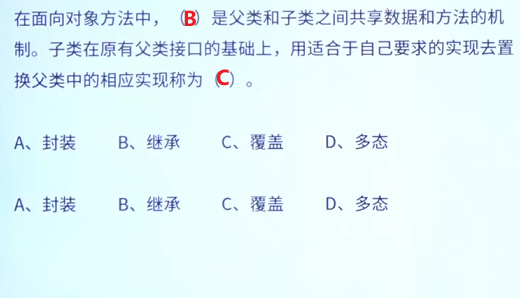 在面向对象方法中，（B）是父类和子类之间共享数据和方法的机
制。子类在原有父类接口的基础上，用适合于自己要求的实现去置
换父类中的相应实现称为（C）。
A、封装 B、继承 C、覆盖 D、多态
A、封装 B、继承 C、覆盖 D、多态